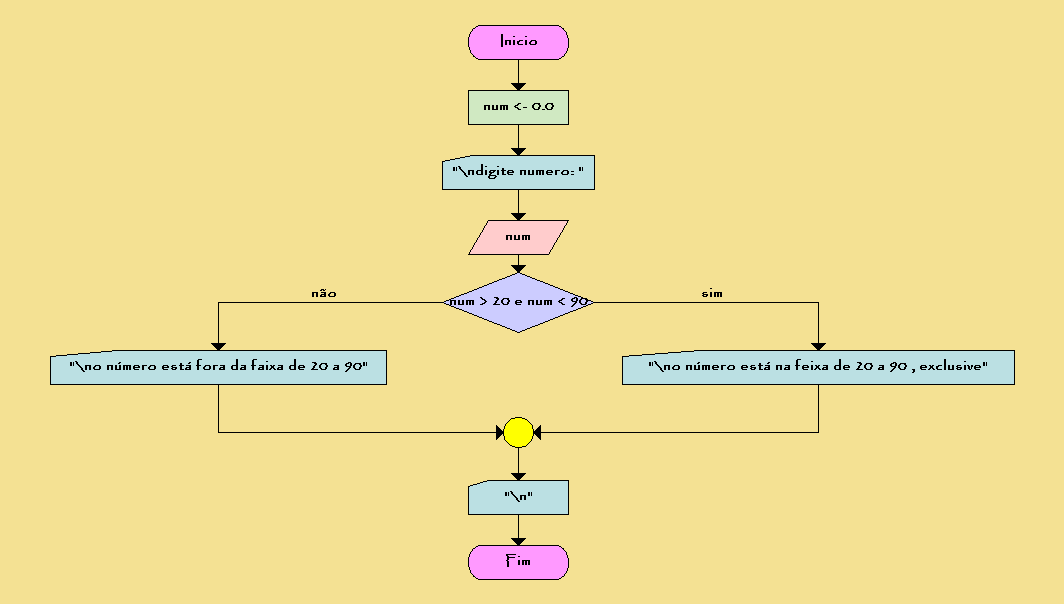 Inicio
num <- 0.0
"\ndigite numero: "
num
num > 20 e num < 90
não
sim
"\no número está fora da faixa de 20 a 90"
"\no número está na feixa de 20 a 90 , exclusive"
"\n"
Fim